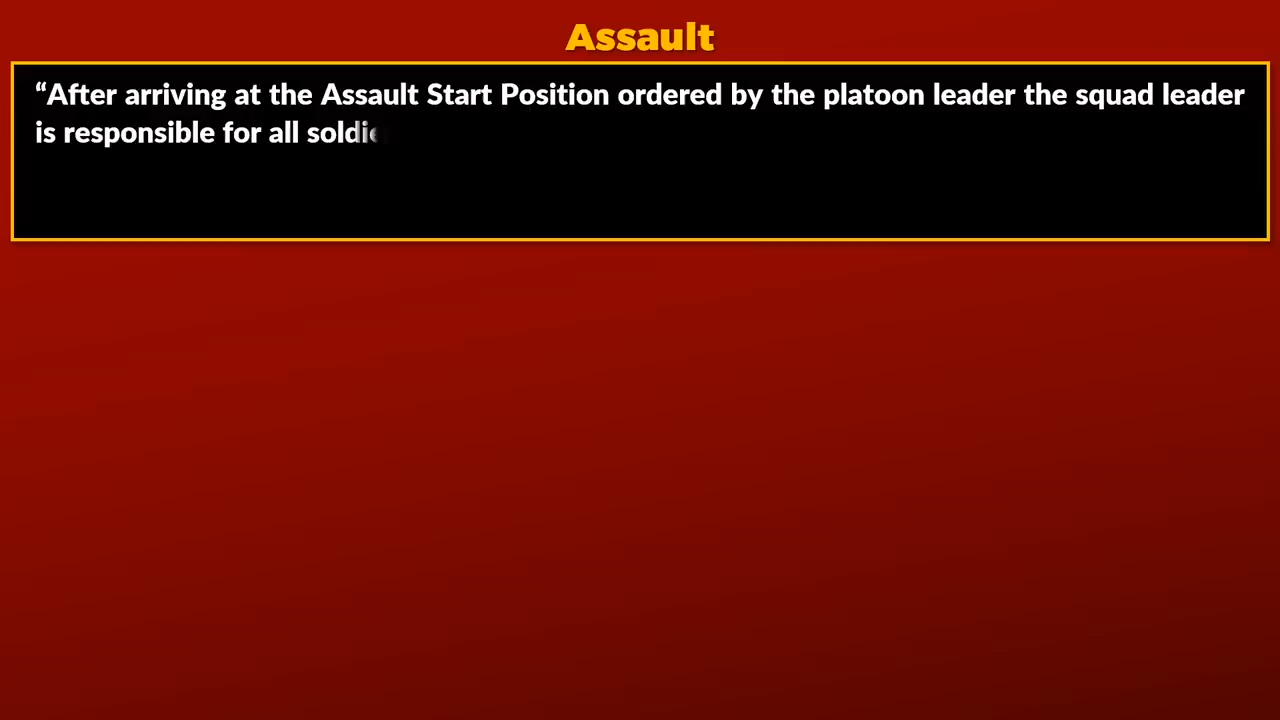 Assault
“After arriving at the Assault Start Position ordered by the platoon leader the squad leader
is responsible for all